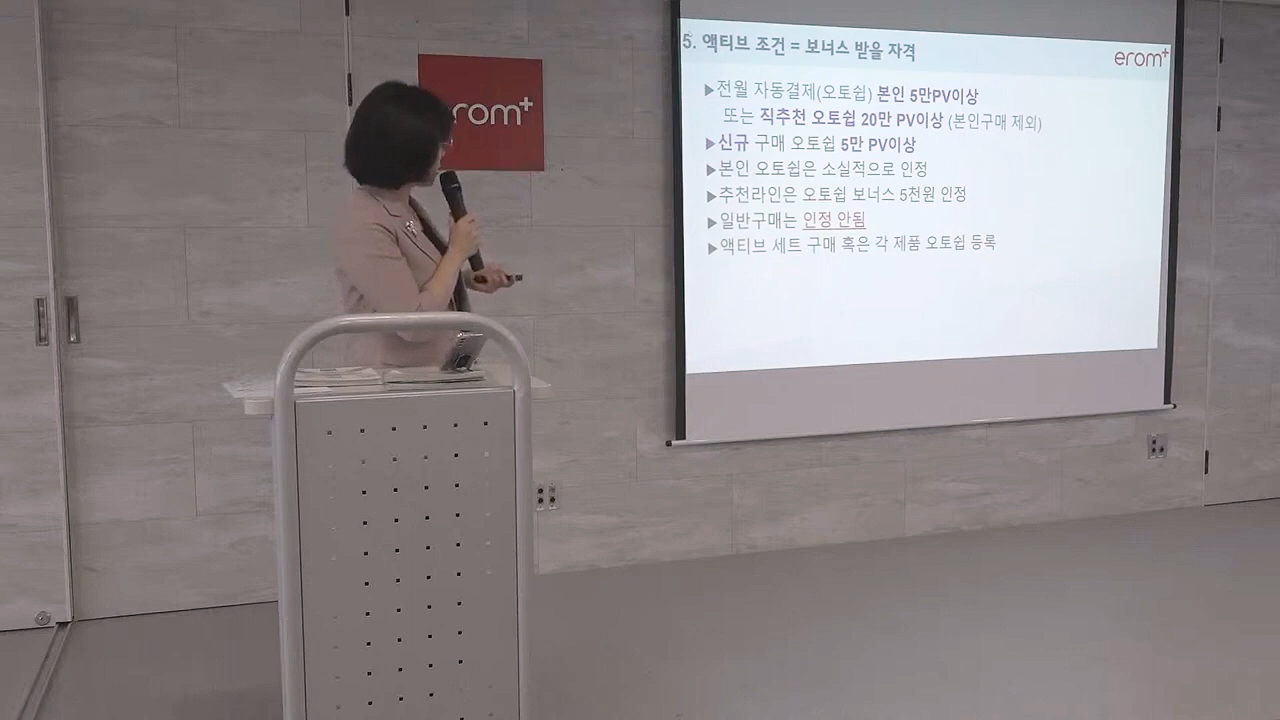 5. 액티브 조건 = 보너스 받을 자격
erom+
▶전월 자동결제(오토쉽) 본인 5만PV이상
또는 직추천 오토쉽 20만 PV이상 (본인구매 제외)
▶신규 구매 오토쉽 5만 PV이상
▶본인 오토쉽은 소실적으로 인정
▶추천라인은 오토쉽 보너스 5천원 인정
▶일반구매는 인정 안됨
▶액티브 세트 구매 혹은 각 제품 오토쉽 등록
rom+